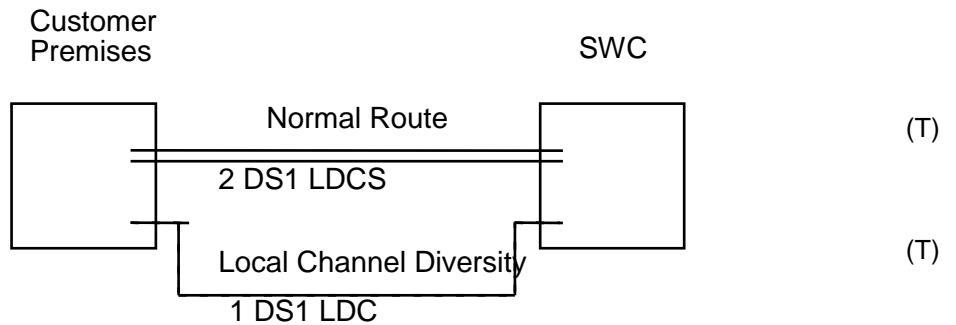 Customer
Premises
SWC
Normal Route
(T)
2 DS1 LDCS
Local Channel Diversity
(T)
1 DS1 LDC